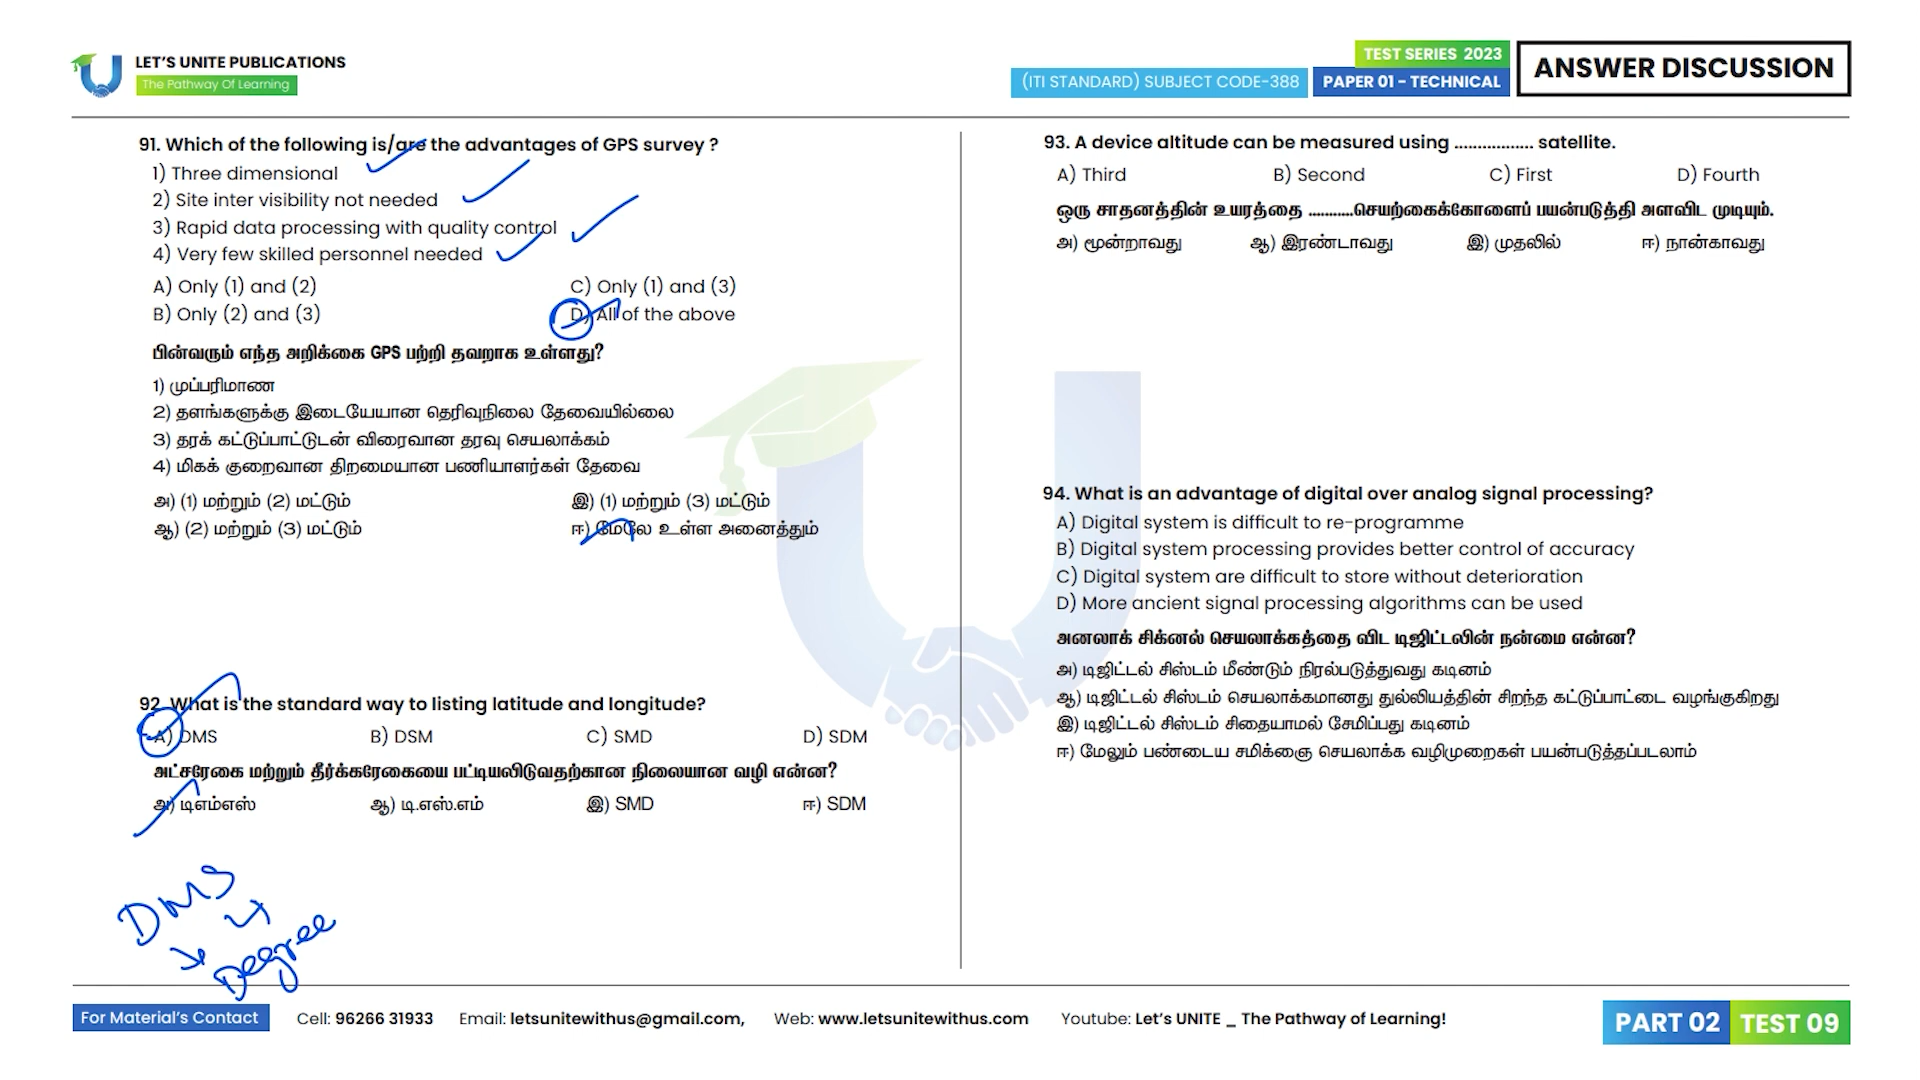 LET'S UNITE PUBLICATIONS
The Pathway Of Learning
TEST SERIES 2023
(ITI STANDARD) SUBJECT CODE-388
PAPER 01 - TECHNICAL
ANSWER DISCUSSION
91. Which of the following is/are the advantages of GPS survey ?
1) Three dimensional
2) Site inter visibility not needed
3) Rapid data processing with quality control
4) Very few skilled personnel needed
A) Only (1) and (2) C) Only (1) and (3)
B) Only (2) and (3) D) All of the above
பின்வரும் எந்த அறிக்கை GPS பற்றி தவறாக உள்ளது?
1) முப்பரிமாண
2) தளங்களுக்கு இடையேயான தெரிவுநிலை தேவையில்லை
3) தரக் கட்டுப்பாட்டுடன் விரைவான தரவு செயலாக்கம்
4) மிகக் குறைவான திறமையான பணியாளர்கள் தேவை
அ) (1) மற்றும் (2) மட்டும் இ) (1) மற்றும் (3) மட்டும்
ஆ) (2) மற்றும் (3) மட்டும் ஈ) மேலே உள்ள அனைத்தும்
92. What is the standard way to listing latitude and longitude?
A) DMS B) DSM C) SMD D) SDM
அட்சரேகை மற்றும் தீர்க்கரேகையை பட்டியலிடுவதற்கான நிலையான வழி என்ன?
அ) டிஎம்எஸ் ஆ) டி.எஸ்.எம் இ) SMD ஈ) SDM
DMS
Degree
93. A device altitude can be measured using ................. satellite.
A) Third B) Second C) First D) Fourth
ஒரு சாதனத்தின் உயரத்தை ...........செயற்கைக்கோளைப் பயன்படுத்தி அளவிட முடியும்.
அ) மூன்றாவது ஆ) இரண்டாவது இ) முதலில் ஈ) நான்காவது
94. What is an advantage of digital over analog signal processing?
A) Digital system is difficult to re-programme
B) Digital system processing provides better control of accuracy
C) Digital system are difficult to store without deterioration
D) More ancient signal processing algorithms can be used
அனலாக் சிக்னல் செயலாக்கத்தை விட டிஜிட்டலின் நன்மை என்ன?
அ) டிஜிட்டல் சிஸ்டம் மீண்டும் நிரல்படுத்துவது கடினம்
ஆ) டிஜிட்டல் சிஸ்டம் செயலாக்கமானது துல்லியத்தின் சிறந்த கட்டுப்பாட்டை வழங்குகிறது
இ) டிஜிட்டல் சிஸ்டம் சிதையாமல் சேமிப்பது கடினம்
ஈ) மேலும் பண்டைய சமிக்ஞை செயலாக்க வழிமுறைகள் பயன்படுத்தப்படலாம்
For Material's Contact Cell: 96266 31933 Email: letsunitewithus@gmail.com, Web: www.letsunitewithus.com Youtube: Let's UNITE _ The Pathway of Learning!
PART 02 TEST 09